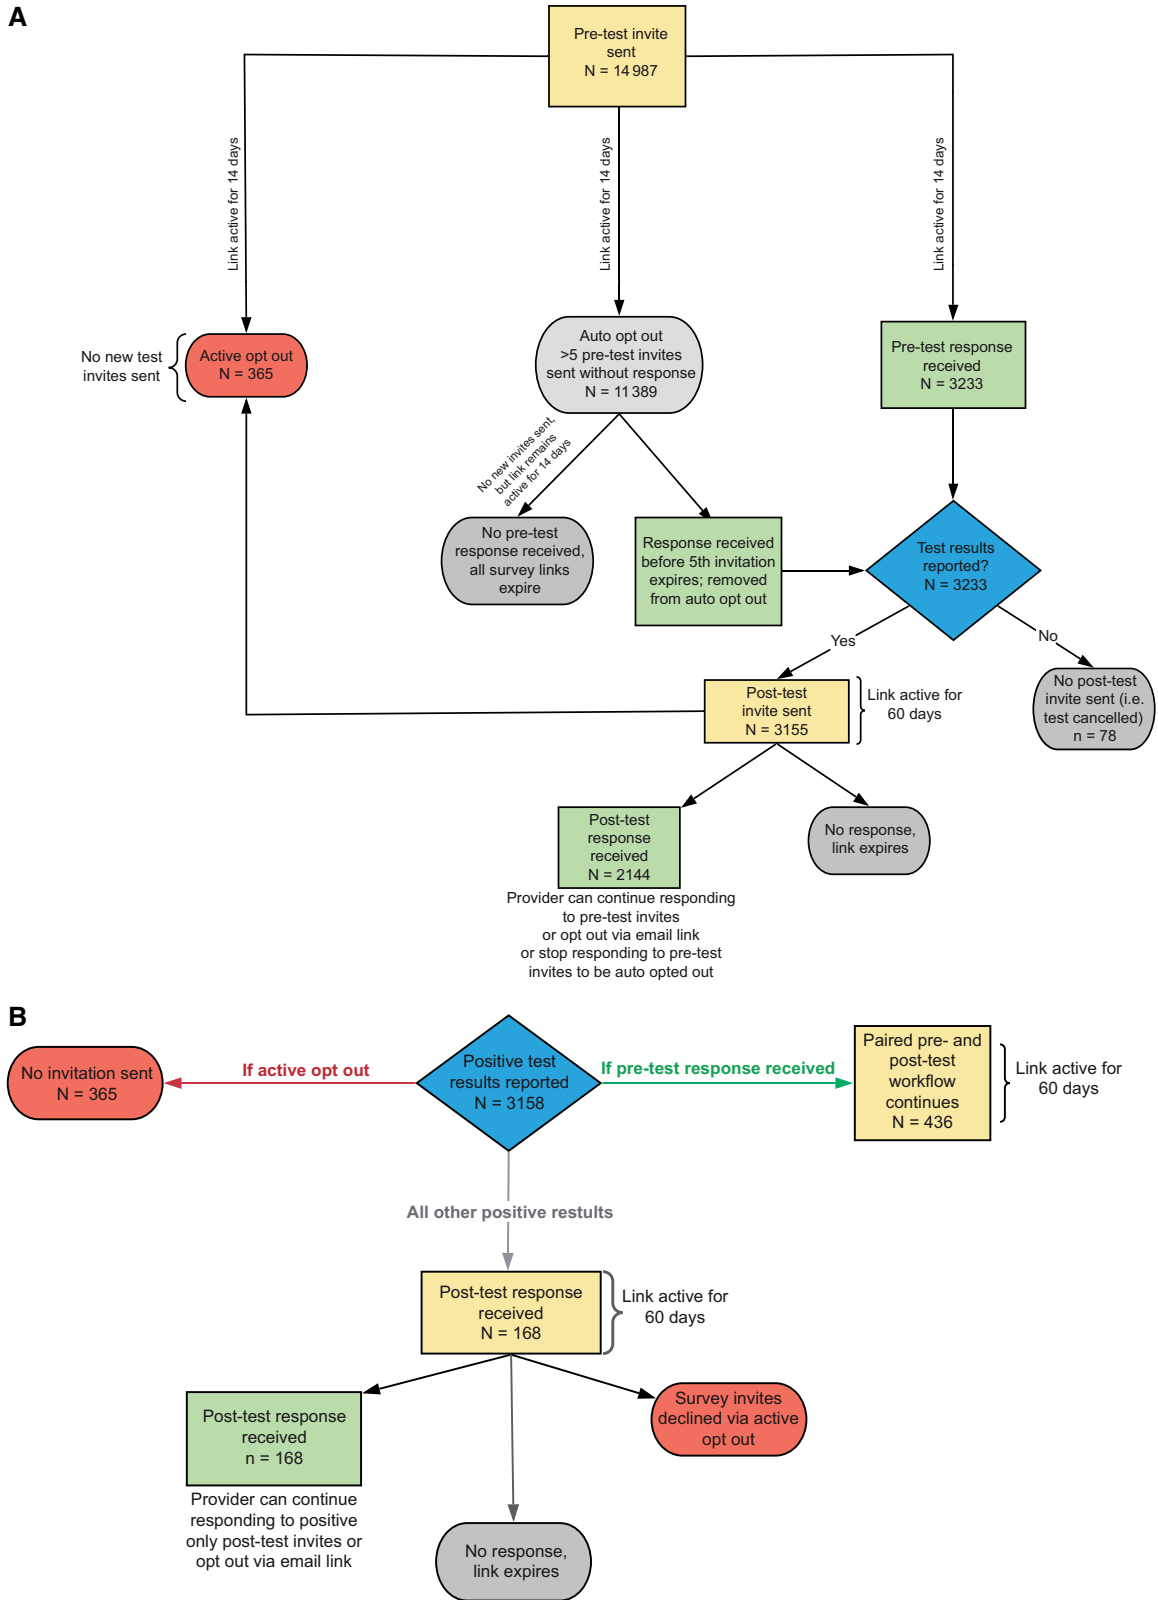 A
Pre-test invite
sent
N = 14 987
Link active for 14 days
Link active for 14 days
Link active for 14 days
No new test
invites sent
Active opt out
N = 365
Auto opt out
>5 pre-test invites
sent without response
N = 11 389
Pre-test response
received
N = 3233
No new invites sent,
but link remains
active for 14 days
No pre-test
response received,
all survey links
expire
Response received
before 5th invitation
expires; removed
from auto opt out
Test results
reported?
N = 3233
Yes
No
Post-test
invite sent
N = 3155
Link active for
60 days
No post-test
invite sent (i.e.
test cancelled)
n = 78
Post-test
response
received
N = 2144
No response,
link expires
Provider can continue responding
to pre-test invites
or opt out via email link
or stop responding to pre-test
invites to be auto opted out
B
No invitation sent
N = 365
If active opt out
Positive test
results reported
N = 3158
If pre-test response received
Paired pre- and
post-test
workflow
continues
N = 436
Link active for
60 days
All other positive restults
Post-test response
received
N = 168
Link active for
60 days
Post-test response
received
n = 168
Survey invites
declined via active
opt out
Provider can continue
responding to positive
only post-test invites or
opt out via email link
No response,
link expires